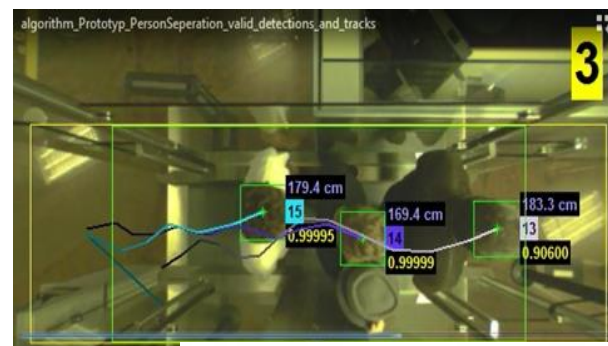 algorithm_Prototyp_PersonSeperation_valid_detections_and_tracks
3
179.4 cm
15
0.99995
169.4 cm
14
0.99999
183.3 cm
13
0.90600